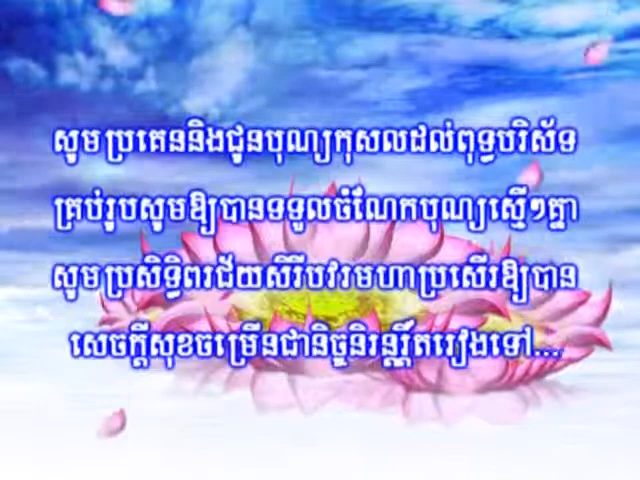 សូមប្រគេននិងជូនបុណ្យកុសលដល់ពុទ្ធបរិស័ទ
គ្រប់រូបសូមឱ្យបានទទួលចំណែកបុណ្យស្មើៗគ្នា
សូមប្រសិទ្ធិពរជ័យសិរីបវរមហាប្រសើរឱ្យបាន
សេចក្ដីសុខចម្រើនជានិច្ចនិរន្តរ៍តរៀងទៅ...